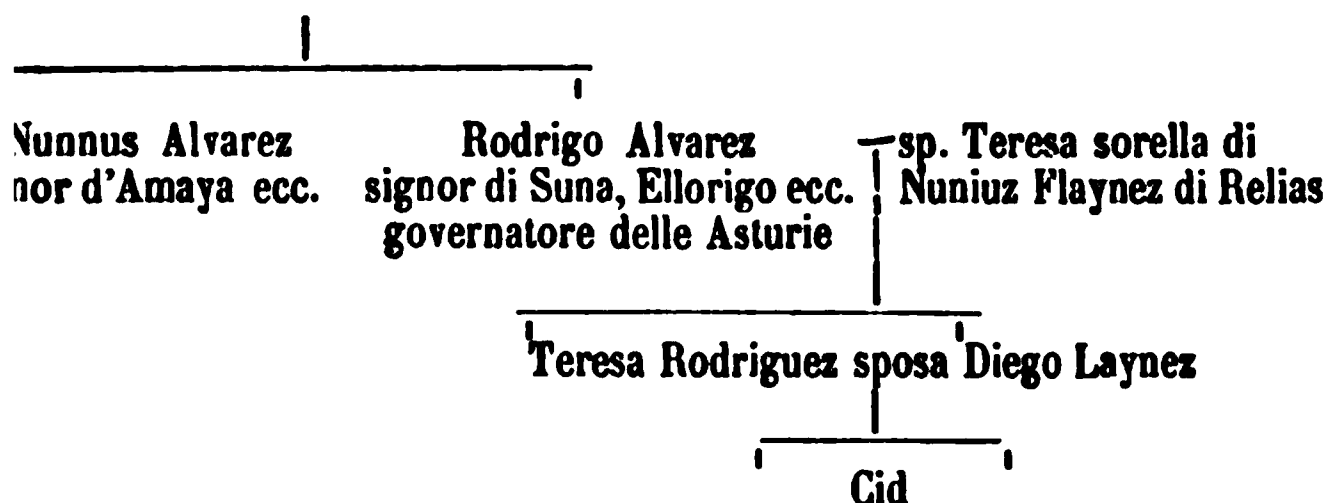 Nunnus Alvarez
nor d'Amaya ecc.
Rodrigo Alvarez
signor di Suna, Ellorigo ecc.
governatore delle Asturie
sp. Teresa sorella di
Nuniuz Flaynez di Relias
Teresa Rodriguez sposa Diego Laynez
Cid